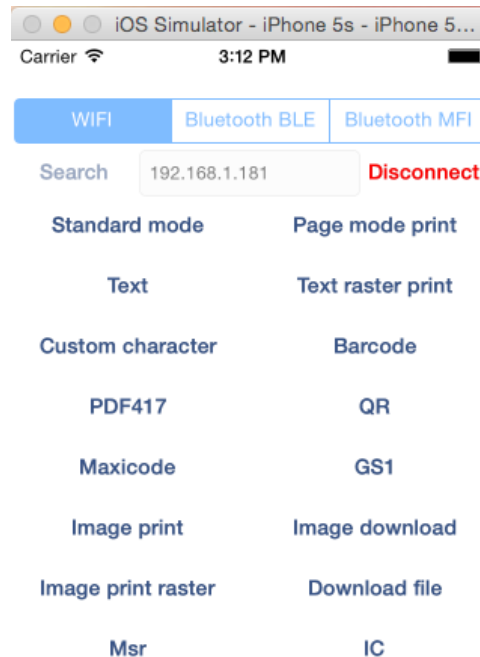 iOS Simulator - iPhone 5s - iPhone 5...
Carrier 3:12 PM
WIFI Bluetooth BLE Bluetooth MFI
Search 192.168.1.181 Disconnect
Standard mode Page mode print
Text Text raster print
Custom character Barcode
PDF417 QR
Maxicode GS1
Image print Image download
Image print raster Download file
Msr IC